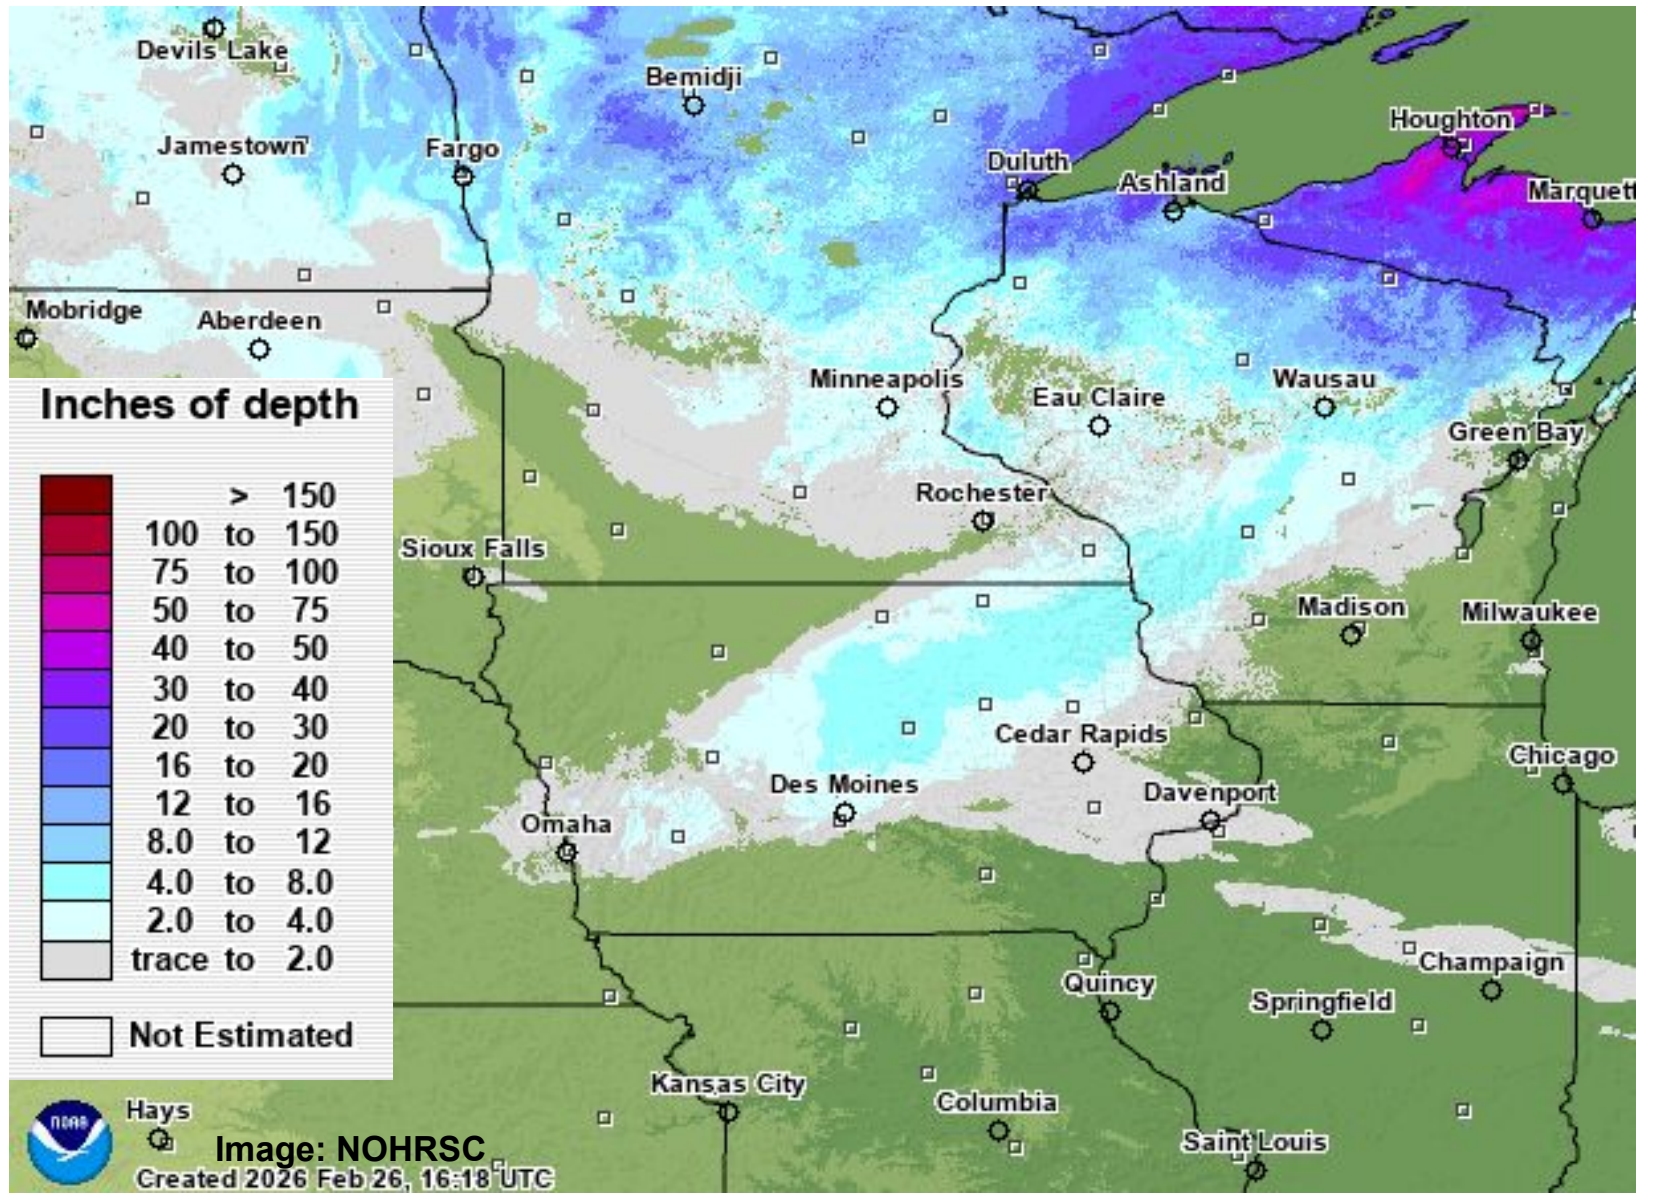 Devils Lake
Bemidji
Houghton
Jamestown
Fargo
Duluth
Ashland
Marquett
Mobridge
Aberdeen
Minneapolis
Eau Claire
Wausau
Green Bay
Inches of depth
> 150
100 to 150
75 to 100
50 to 75
40 to 50
30 to 40
20 to 30
16 to 20
12 to 16
8.0 to 12
4.0 to 8.0
2.0 to 4.0
trace to 2.0
Not Estimated
Rochester
Sioux Falls
Madison
Milwaukee
Cedar Rapids
Chicago
Des Moines
Davenport
Omaha
Champaign
Quincy
Springfield
Kansas City
Columbia
Saint Louis
NOAA
Hays
Image: NOHRSC
Created 2026 Feb 26, 16:18 UTC